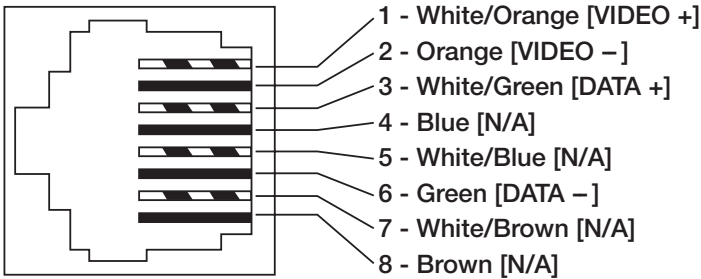 1 - White/Orange [VIDEO +]
2 - Orange [VIDEO – ]
3 - White/Green [DATA +]
4 - Blue [N/A]
5 - White/Blue [N/A]
6 - Green [DATA – ]
7 - White/Brown [N/A]
8 - Brown [N/A]